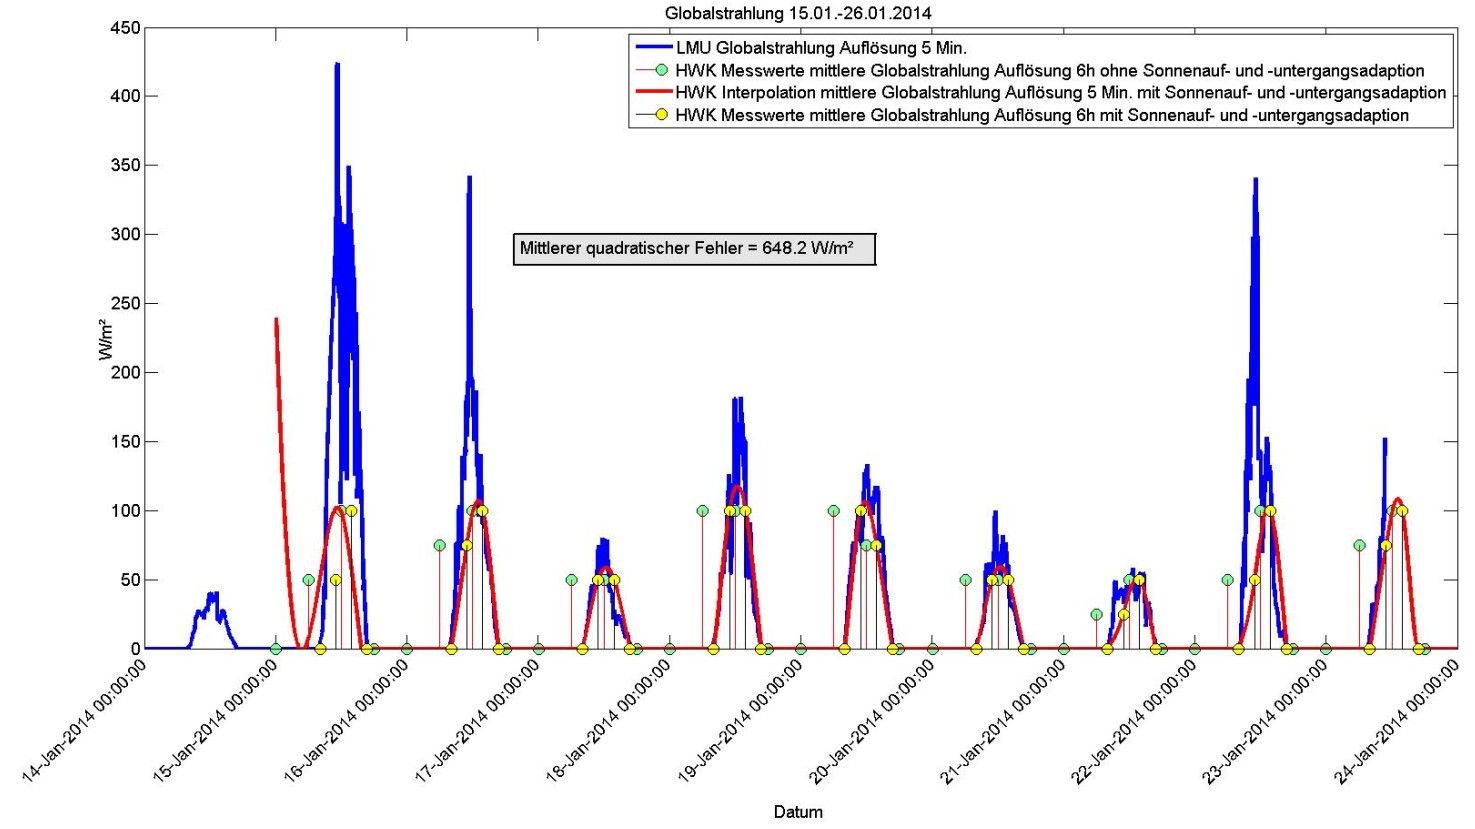 Globalstrahlung 15.01.-26.01.2014
LMU Globalstrahlung Auflösung 5 Min.
HWK Messwerte mittlere Globalstrahlung Auflösung 6h ohne Sonnenauf- und -untergangsadaption
HWK Interpolation mittlere Globalstrahlung Auflösung 5 Min. mit Sonnenauf- und -untergangsadaption
HWK Messwerte mittlere Globalstrahlung Auflösung 6h mit Sonnenauf- und -untergangsadaption
Mittlerer quadratischer Fehler = 648.2 W/m²
W/m²
450
400
350
300
250
200
150
100
50
0
14-Jan-2014 00:00:00
15-Jan-2014 00:00:00
16-Jan-2014 00:00:00
17-Jan-2014 00:00:00
18-Jan-2014 00:00:00
19-Jan-2014 00:00:00
20-Jan-2014 00:00:00
21-Jan-2014 00:00:00
22-Jan-2014 00:00:00
23-Jan-2014 00:00:00
24-Jan-2014 00:00:00
Datum